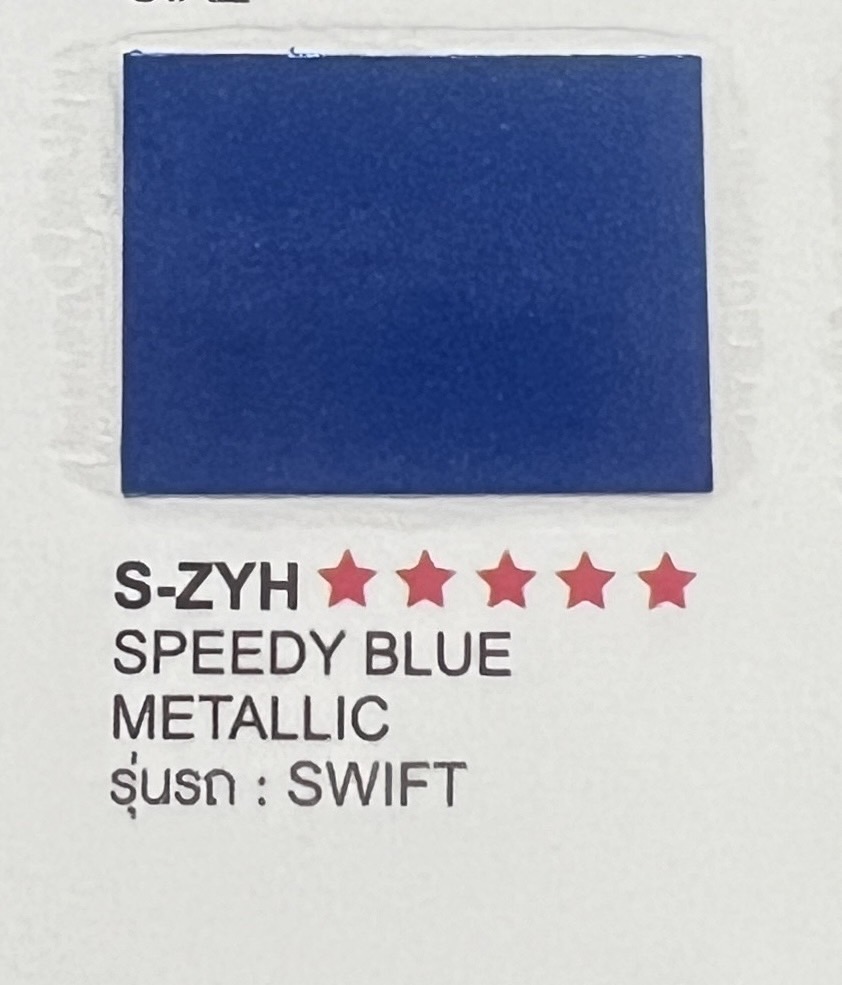 S-ZYH ★ ★ ★ ★ ★
SPEEDY BLUE
METALLIC
รุ่นรถ : SWIFT